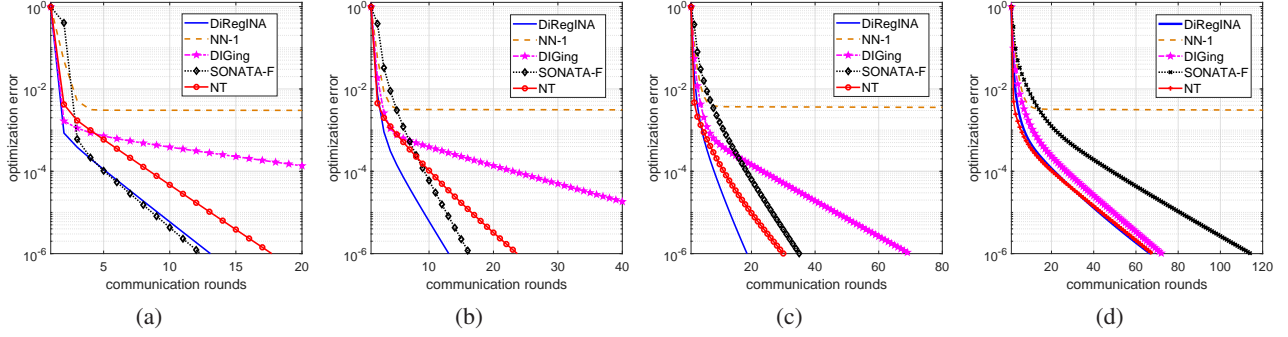 10^0
10^-2
10^-4
10^-6
optimization error
DiRegINA
NN-1
DIGing
SONATA-F
NT
5
10
15
20
communication rounds
(a)
10^0
10^-2
10^-4
10^-6
optimization error
DiRegINA
NN-1
DIGing
SONATA-F
NT
10
20
30
40
communication rounds
(b)
10^0
10^-2
10^-4
10^-6
optimization error
DiRegINA
NN-1
DIGing
SONATA-F
NT
20
40
60
80
communication rounds
(c)
10^0
10^-2
10^-4
10^-6
optimization error
DiRegINA
NN-1
DIGing
SONATA-F
NT
20
40
60
80
100
120
communication rounds
(d)